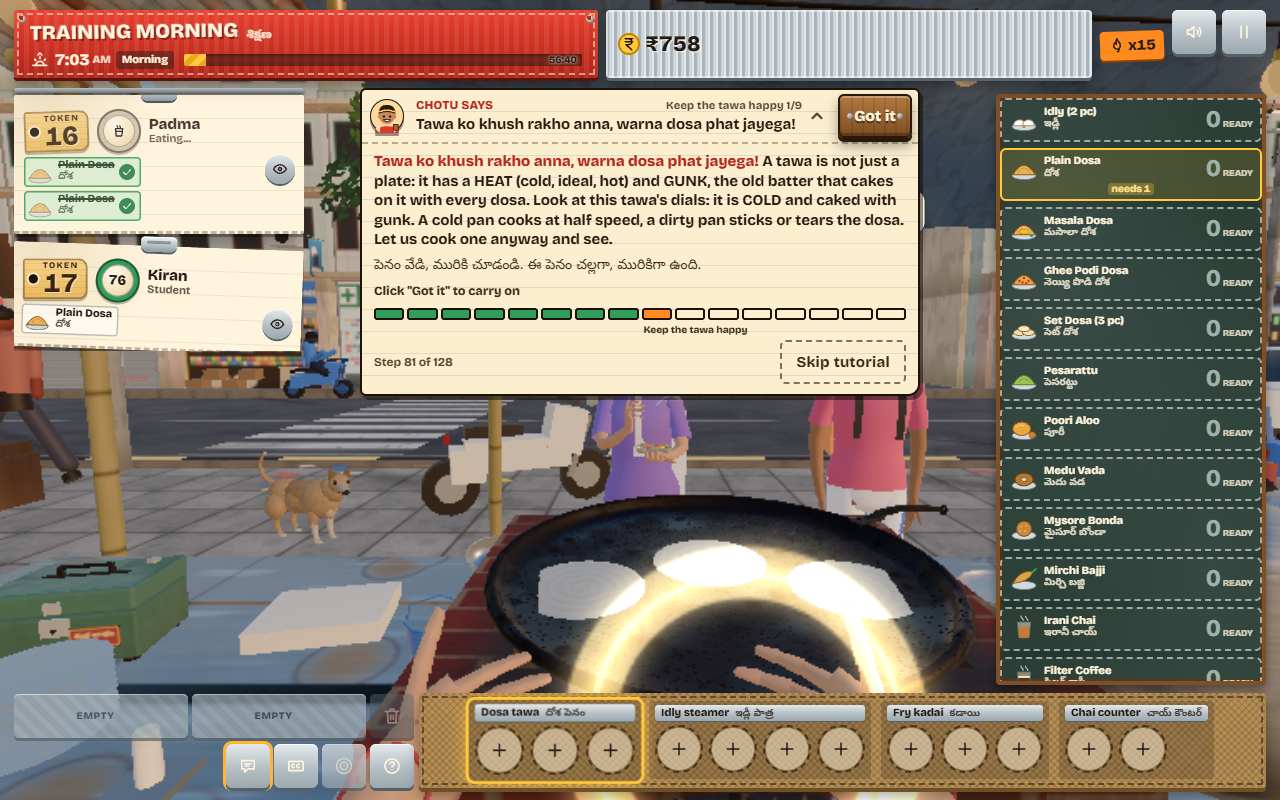 TRAINING MORNING శిక్షణ
7:03 AM Morning 56:40
₹758
x15
TOKEN
16
Padma
Eating...
Plain Dosa
దోశ
Plain Dosa
దోశ
TOKEN
17
76
Kiran
Student
Plain Dosa
దోశ
CHOTU SAYS
Keep the tawa happy 1/9
Tawa ko khush rakho anna, warna dosa phat jayega!
Got it
Tawa ko khush rakho anna, warna dosa phat jayega! A tawa is not just a
plate: it has a HEAT (cold, ideal, hot) and GUNK, the old batter that cakes
on it with every dosa. Look at this tawa's dials: it is COLD and caked with
gunk. A cold pan cooks at half speed, a dirty pan sticks or tears the dosa.
Let us cook one anyway and see.
పెనం వేడి, మురికి చూడండి. ఈ పెనం చల్లగా, మురికిగా ఉంది.
Click "Got it" to carry on
Keep the tawa happy
Step 81 of 128
Skip tutorial
Idly (2 pc)
ఇడ్లీ
0 READY
Plain Dosa
దోశ
0 READY
needs 1
Masala Dosa
మసాలా దోశ
0 READY
Ghee Podi Dosa
నెయ్యి పొడి దోశ
0 READY
Set Dosa (3 pc)
సెట్ దోశ
0 READY
Pesarattu
పెసరట్టు
0 READY
Poori Aloo
పూరీ
0 READY
Medu Vada
మెదు వడ
0 READY
Mysore Bonda
మైసూర్ బోండా
0 READY
Mirchi Bajji
మిర్చి బజ్జి
0 READY
Irani Chai
ఇరానీ చాయ్
0 READY
Filter Coffee
0 READY
EMPTY
EMPTY
Dosa tawa దోశ పెనం
Idly steamer ఇడ్లీ పాత్ర
Fry kadai కడాయి
Chai counter చాయ్ కౌంటర్